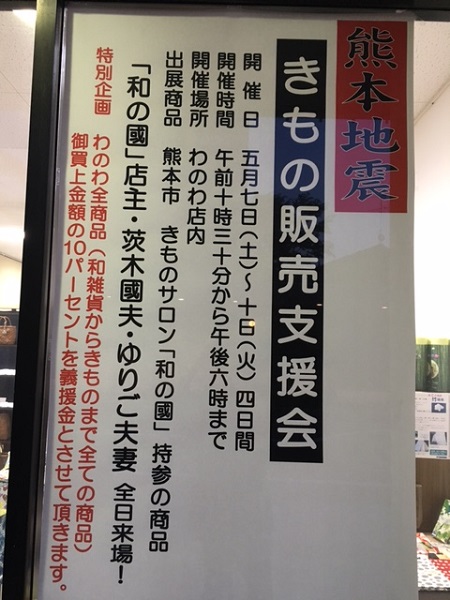 熊本地震
きもの販売支援会
開催日 五月七日(土)~十日(火) 四日間
開催時間 午前十時三十分から午後六時まで
開催場所 わのわ店内
出展商品 熊本市 きものサロン「和の國」 持参の商品
「和の國」店主・茨木國夫・ゆりご夫妻 全日来場!
特別企画 わのわ全商品(和雑貨からきものまで全ての商品)
御買上金額の10パーセントを義援金とさせて頂きます。